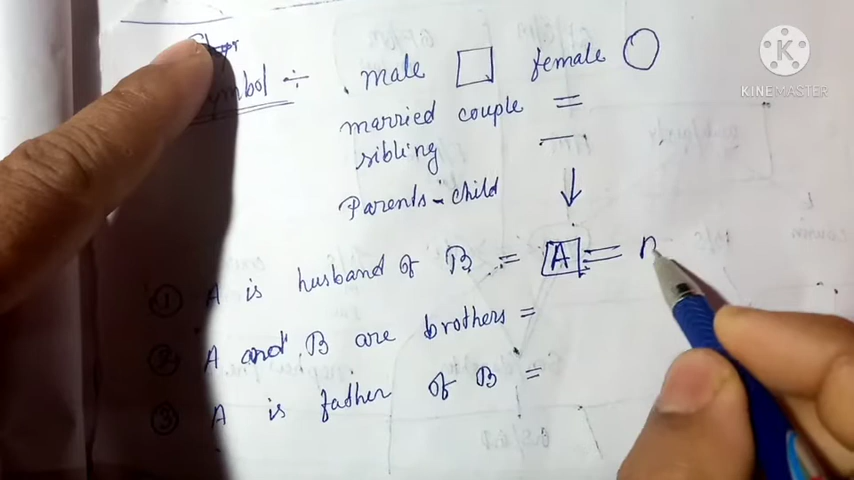 symbol ÷ . male female
married couple =
sibling —
Parents - child ↓
① A is husband of B = A =
② A and B are brothers =
③ A is father of B =
KINEMASTER